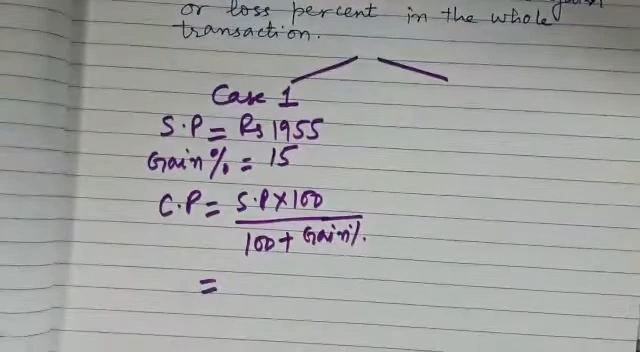 or loss percent in the whole
transaction.
Case 1
S.P = Rs 1955
Gain % = 15
C.P = S.P X 100
100 + Gain %.
=